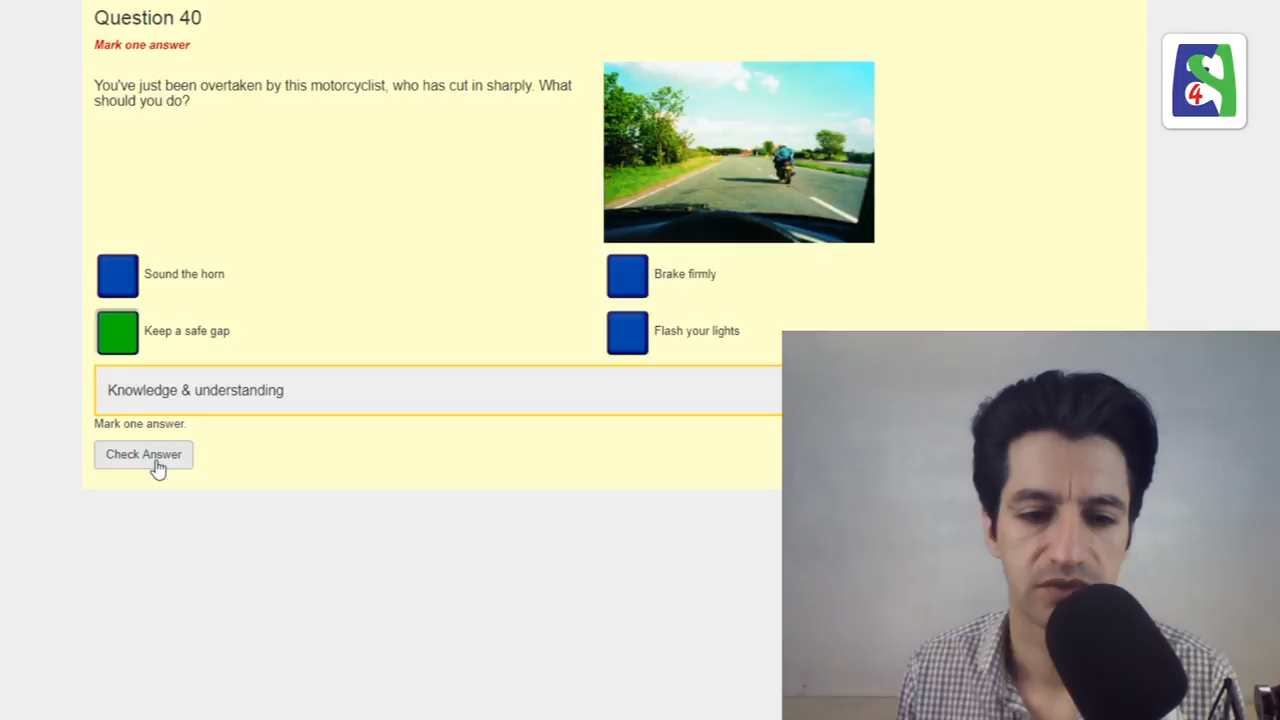 Question 40
Mark one answer
You've just been overtaken by this motorcyclist, who has cut in sharply. What
should you do?
4
Sound the horn
Brake firmly
Keep a safe gap
Flash your lights
Knowledge & understanding
Mark one answer.
Check Answer